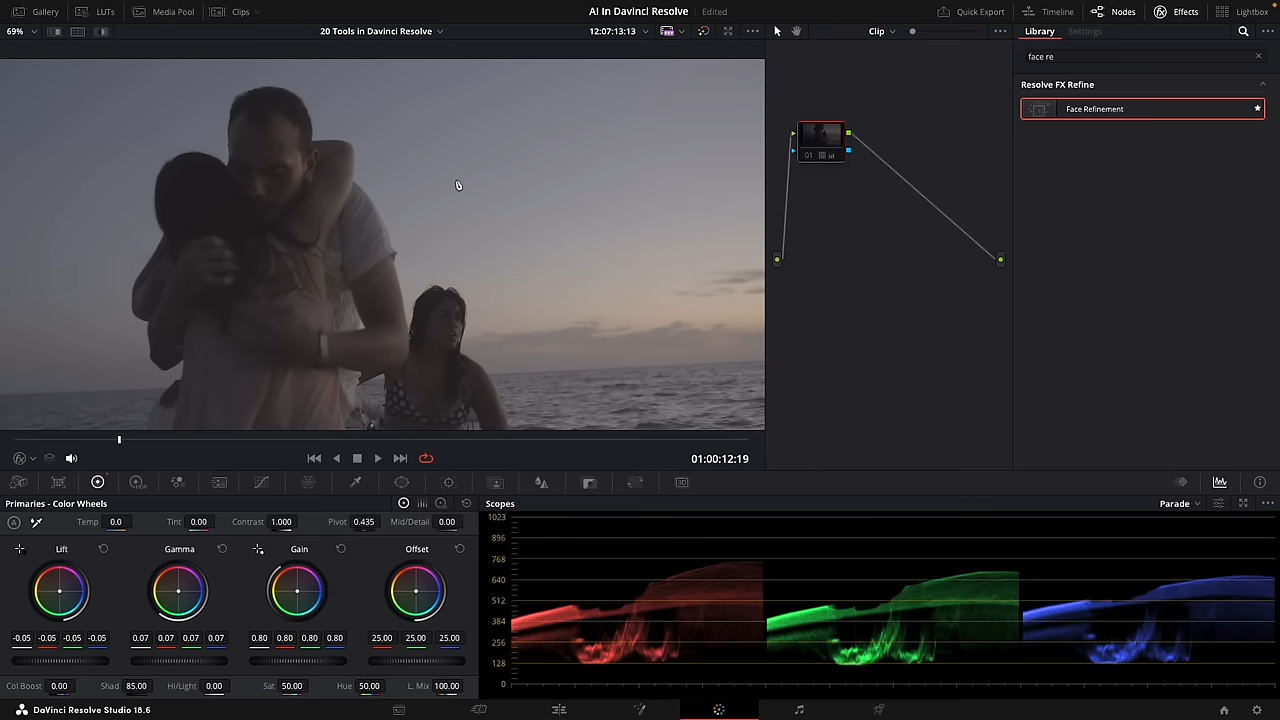 Gallery LUTs Media Pool Clips AI In Davinci Resolve Edited Quick Export Timeline Nodes Effects Lightbox
69% 20 Tools in Davinci Resolve 12:07:13:13 Clip Library Settings
face re
Resolve FX Refine
Face Refinement
01
01:00:12:19
Primaries - Color Wheels Scopes Parade
Temp 0.0 Tint 0.00 Contrast 1.000 Pivot 0.435 Mid/Detail 0.00
Lift Gamma Gain Offset
-0.05 -0.05 -0.05 -0.05 0.07 0.07 0.07 0.07 0.80 0.80 0.80 0.80 25.00 25.00 25.00
Col Boost 0.00 Shad 85.00 Hi/Light 0.00 Sat 50.00 Hue 50.00 L. Mix 100.00
1023
896
768
640
512
384
256
128
0
DaVinci Resolve Studio 18.6